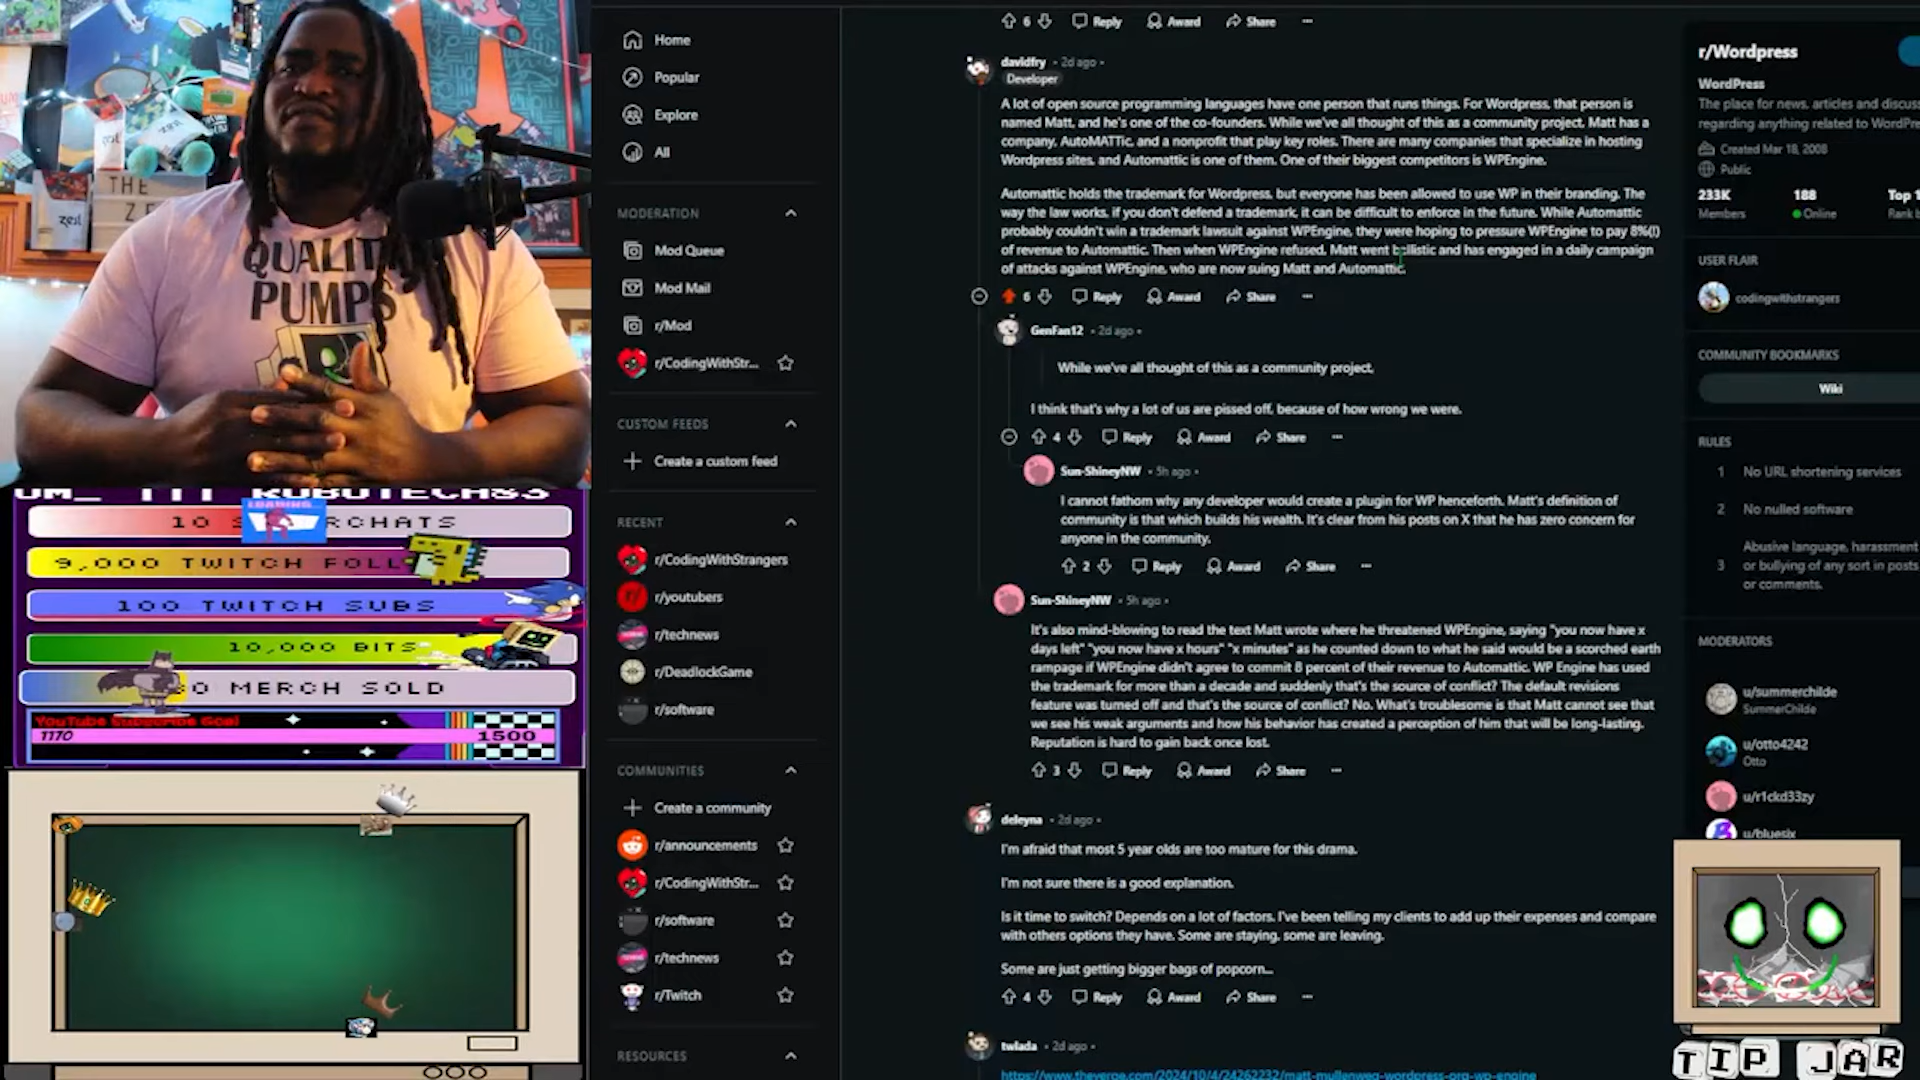 THE
ZE
zest
QUALITY
PUMPS
10 S RCHATS
9,000 TWITCH FOLL
100 TWITCH SUBS
10,000 BITS
0 MERCH SOLD
YouTube Subscribe Goal
1170
1500
Home
Popular
Explore
All
MODERATION
Mod Queue
Mod Mail
r/Mod
r/CodingWithStr...
CUSTOM FEEDS
Create a custom feed
RECENT
r/CodingWithStrangers
r/youtubers
r/technews
r/DeadlockGame
r/software
COMMUNITIES
Create a community
r/announcements
r/CodingWithStr...
r/software
r/technews
r/Twitch
RESOURCES
6 Reply Award Share ...
davidfry • 2d ago •
Developer
A lot of open source programming languages have one person that runs things. For Wordpress, that person is
named Matt, and he's one of the co-founders. While we've all thought of this as a community project, Matt has a
company, AutoMATTic, and a nonprofit that play key roles. There are many companies that specialize in hosting
Wordpress sites, and Automattic is one of them. One of their biggest competitors is WPEngine.
Automattic holds the trademark for Wordpress, but everyone has been allowed to use WP in their branding. The
way the law works, if you don't defend a trademark, it can be difficult to enforce in the future. While Automattic
probably couldn't win a trademark lawsuit against WPEngine, they were hoping to pressure WPEngine to pay 8%(!)
of revenue to Automattic. Then when WPEngine refused, Matt went ballistic and has engaged in a daily campaign
of attacks against WPEngine, who are now suing Matt and Automattic.
6 Reply Award Share ...
GenFan12 • 2d ago •
While we've all thought of this as a community project,
I think that's why a lot of us are pissed off, because of how wrong we were.
4 Reply Award Share ...
Sun-ShineyNW • 5h ago •
I cannot fathom why any developer would create a plugin for WP henceforth. Matt's definition of
community is that which builds his wealth. It's clear from his posts on X that he has zero concern for
anyone in the community.
2 Reply Award Share ...
Sun-ShineyNW • 5h ago •
It's also mind-blowing to read the text Matt wrote where he threatened WPEngine, saying "you now have x
days left" "you now have x hours" "x minutes" as he counted down to what he said would be a scorched earth
rampage if WPEngine didn't agree to commit 8 percent of their revenue to Automattic. WP Engine has used
the trademark for more than a decade and suddenly that's the source of conflict? The default revisions
feature was turned off and that's the source of conflict? No. What's troublesome is that Matt cannot see that
we see his weak arguments and how his behavior has created a perception of him that will be long-lasting.
Reputation is hard to gain back once lost.
3 Reply Award Share ...
deleyna • 2d ago •
I'm afraid that most 5 year olds are too mature for this drama.
I'm not sure there is a good explanation.
Is it time to switch? Depends on a lot of factors. I've been telling my clients to add up their expenses and compare
with others options they have. Some are staying, some are leaving.
Some are just getting bigger bags of popcorn...
4 Reply Award Share ...
twlada • 2d ago •
https://www.theverge.com/2024/10/4/24262232/matt-mullenweg-wordpress-org-wp-engine
r/Wordpress
WordPress
The place for news, articles and discuss
regarding anything related to WordPre
Created Mar 18, 2008
Public
233K 188 Top 1
Members Online Rank b
USER FLAIR
codingwithstrangers
COMMUNITY BOOKMARKS
Wiki
RULES
1 No URL shortening services
2 No nulled software
3 Abusive language, harassment
or bullying of any sort in posts
or comments.
MODERATORS
u/summerchilde
SummerChilde
u/otto4242
Otto
u/r1ckd33zy
u/bluesix
TIP JAR